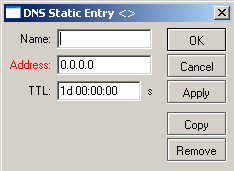 DNS Static Entry <>
Name:
OK
Address: 0.0.0.0
Cancel
TTL: 1d 00:00:00 s
Apply
Copy
Remove